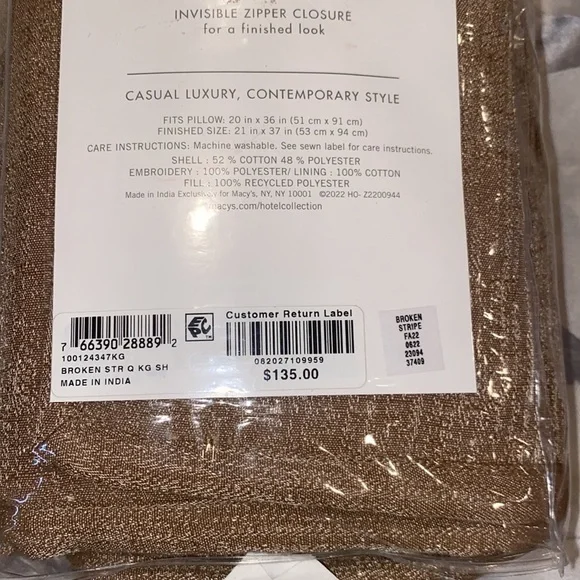 INVISIBLE ZIPPER CLOSURE
for a finished look
CASUAL LUXURY, CONTEMPORARY STYLE
FITS PILLOW: 20 in x 36 in (51 cm x 91 cm)
FINISHED SIZE: 21 in x 37 in (53 cm x 94 cm)
CARE INSTRUCTIONS: Machine washable. See sewn label for care instructions.
SHELL : 52 % COTTON 48 % POLYESTER
EMBROIDERY : 100% POLYESTER/ LINING : 100% COTTON
FILL : 100% RECYCLED POLYESTER
Made in India for Macy's, NY, NY 10001 ©2022 HO- Z2200944
macys.com/hotelcollection
7 66390 28889 2
100124347KG
BROKEN STR Q KG SH
MADE IN INDIA
Customer Return Label
082027109959
$135.00
BROKEN
STRIPE
FA22
0622
23094
37409